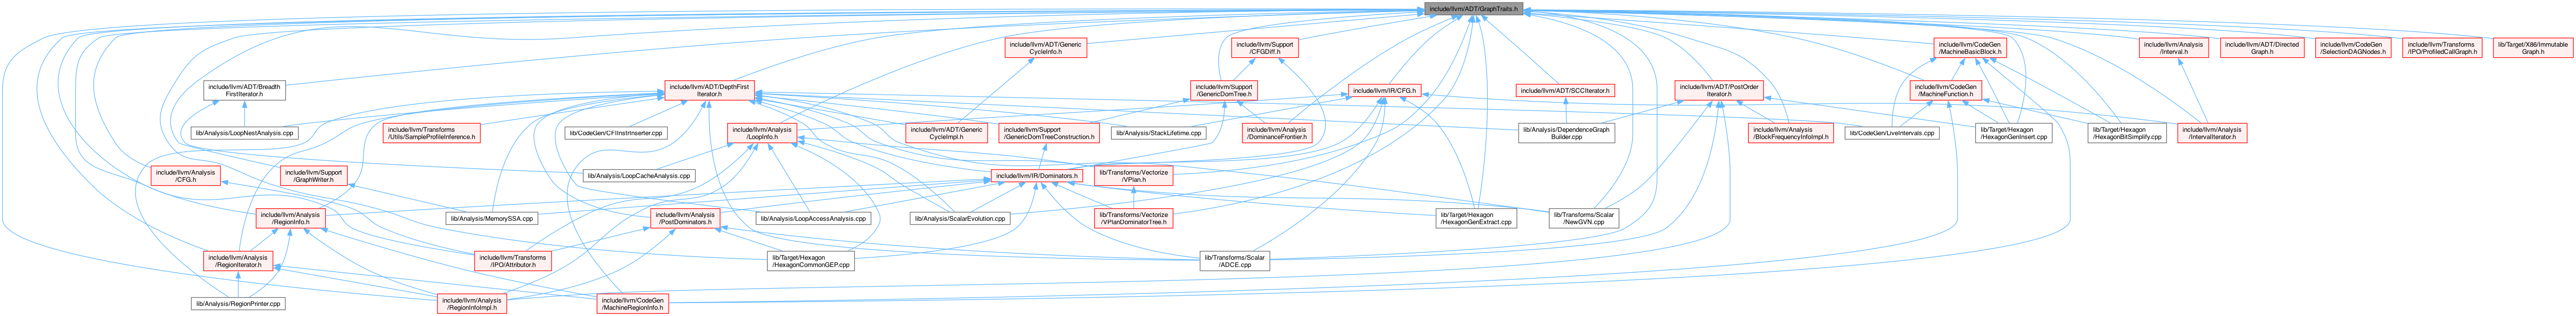 include/llvm/ADT/GraphTraits.h
include/llvm/ADT/Generic
CycleInfo.h
include/llvm/Support
/CFGDiff.h
include/llvm/CodeGen
/MachineBasicBlock.h
include/llvm/Analysis
/Interval.h
include/llvm/ADT/Directed
Graph.h
include/llvm/CodeGen
/SelectionDAGNodes.h
include/llvm/Transforms
/IPO/ProfiledCallGraph.h
lib/Target/X86/Immutable
Graph.h
include/llvm/ADT/Breadth
FirstIterator.h
include/llvm/ADT/DepthFirst
Iterator.h
include/llvm/Support
/GenericDomTree.h
include/llvm/IR/CFG.h
include/llvm/ADT/SCCIterator.h
include/llvm/ADT/PostOrder
Iterator.h
include/llvm/CodeGen
/MachineFunction.h
lib/Analysis/LoopNestAnalysis.cpp
include/llvm/Transforms
/Utils/SampleProfileInference.h
lib/CodeGen/CFIInstrInserter.cpp
include/llvm/Analysis
/LoopInfo.h
include/llvm/ADT/Generic
CycleImpl.h
include/llvm/Support
/GenericDomTreeConstruction.h
lib/Analysis/StackLifetime.cpp
include/llvm/Analysis
/DominanceFrontier.h
lib/Analysis/DependenceGraph
Builder.cpp
include/llvm/Analysis
/BlockFrequencyInfoImpl.h
lib/CodeGen/LiveIntervals.cpp
lib/Target/Hexagon
/HexagonGenInsert.cpp
lib/Target/Hexagon
/HexagonBitSimplify.cpp
include/llvm/Analysis
/IntervalIterator.h
include/llvm/Analysis
/CFG.h
include/llvm/Support
/GraphWriter.h
lib/Analysis/LoopCacheAnalysis.cpp
include/llvm/IR/Dominators.h
lib/Transforms/Vectorize
/VPlan.h
include/llvm/Analysis
/RegionInfo.h
lib/Analysis/MemorySSA.cpp
include/llvm/Analysis
/PostDominators.h
lib/Analysis/LoopAccessAnalysis.cpp
lib/Analysis/ScalarEvolution.cpp
lib/Transforms/Vectorize
/VPlanDominatorTree.h
lib/Target/Hexagon
/HexagonGenExtract.cpp
lib/Transforms/Scalar
/NewGVN.cpp
include/llvm/Analysis
/RegionIterator.h
include/llvm/Transforms
/IPO/Attributor.h
lib/Target/Hexagon
/HexagonCommonGEP.cpp
lib/Transforms/Scalar
/ADCE.cpp
lib/Analysis/RegionPrinter.cpp
include/llvm/Analysis
/RegionInfoImpl.h
include/llvm/CodeGen
/MachineRegionInfo.h